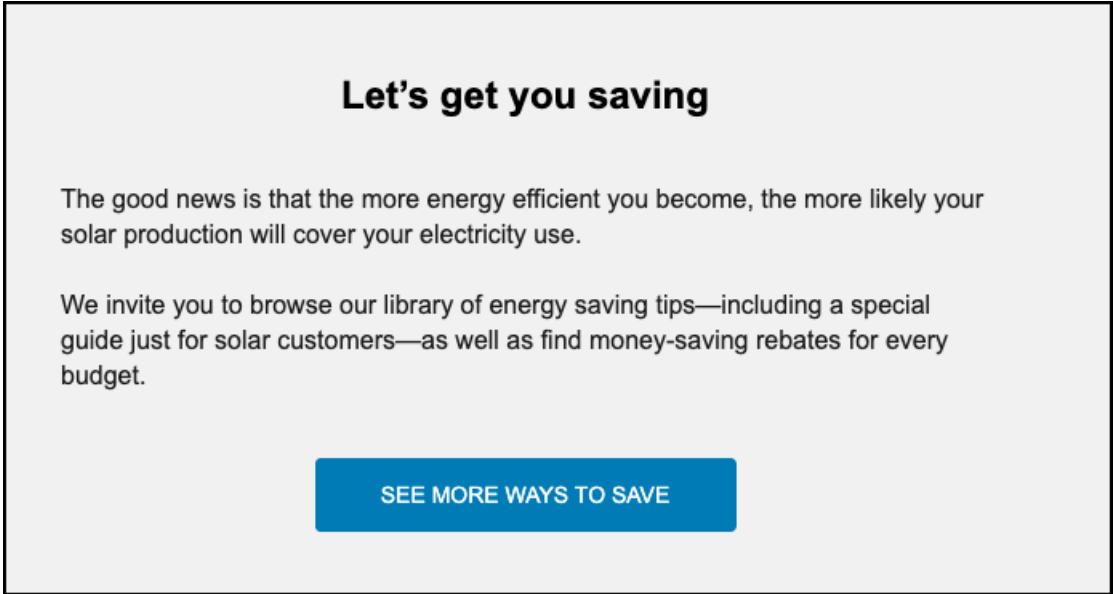 Let’s get you saving
The good news is that the more energy efficient you become, the more likely your
solar production will cover your electricity use.
We invite you to browse our library of energy saving tips—including a special
guide just for solar customers—as well as find money-saving rebates for every
budget.
SEE MORE WAYS TO SAVE